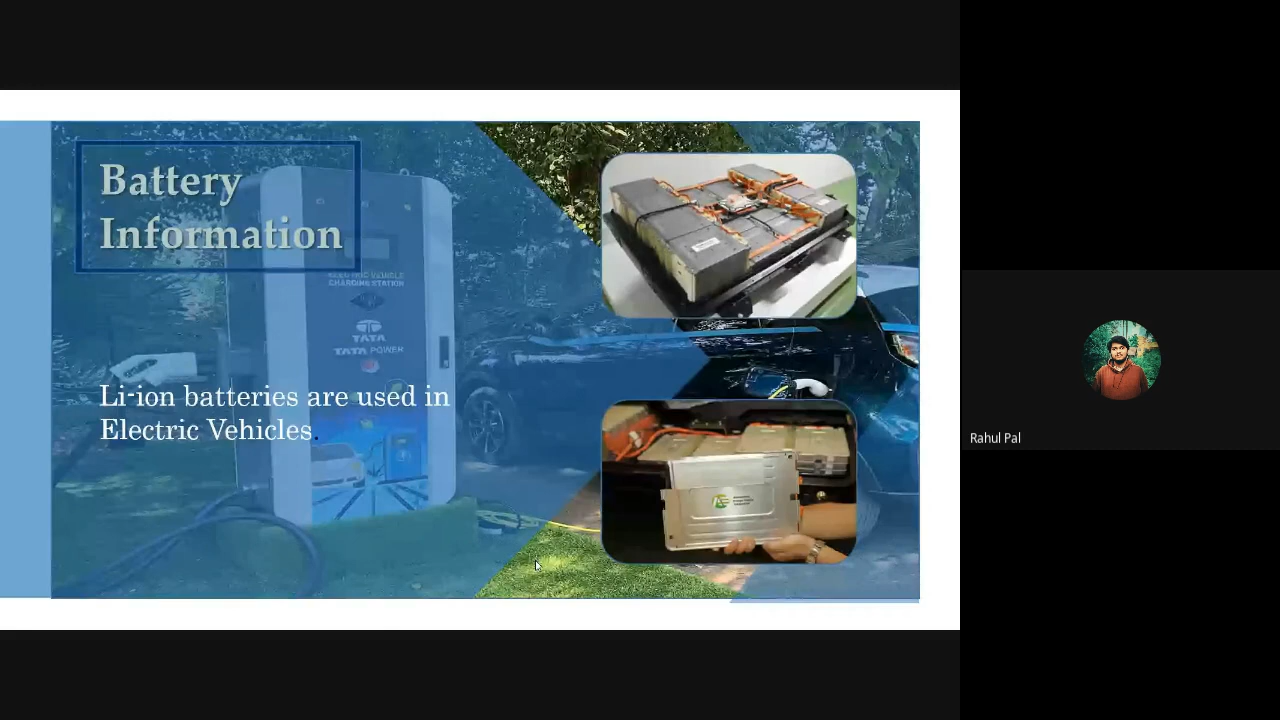 Battery
Information
ELECTRIC VEHICLE
CHARGING STATION
TATA
TATA POWER
Li-ion batteries are used in
Electric Vehicles.
Rahul Pal